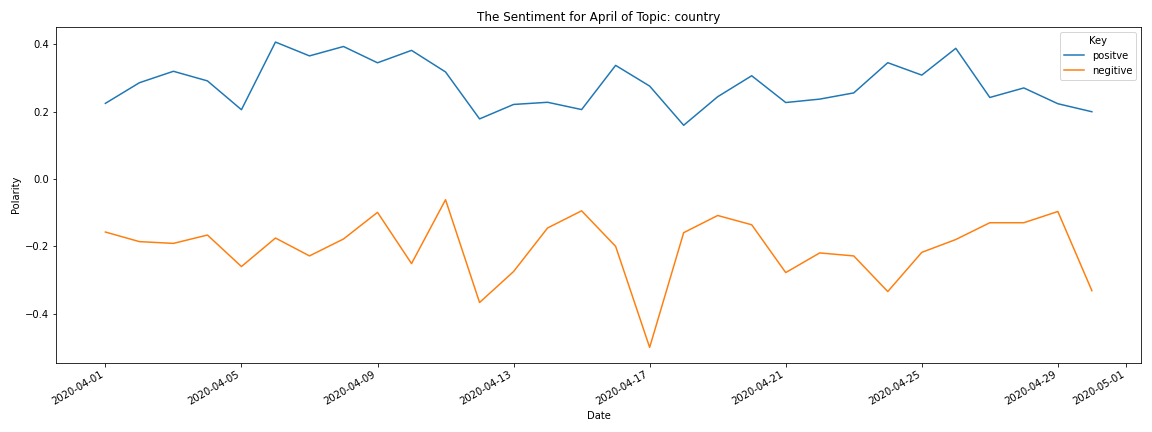 The Sentiment for April of Topic: country
Key
positve
negitive
0.4
0.2
0.0
−0.2
−0.4
Polarity
2020-04-01
2020-04-05
2020-04-09
2020-04-13
2020-04-17
2020-04-21
2020-04-25
2020-04-29
2020-05-01
Date